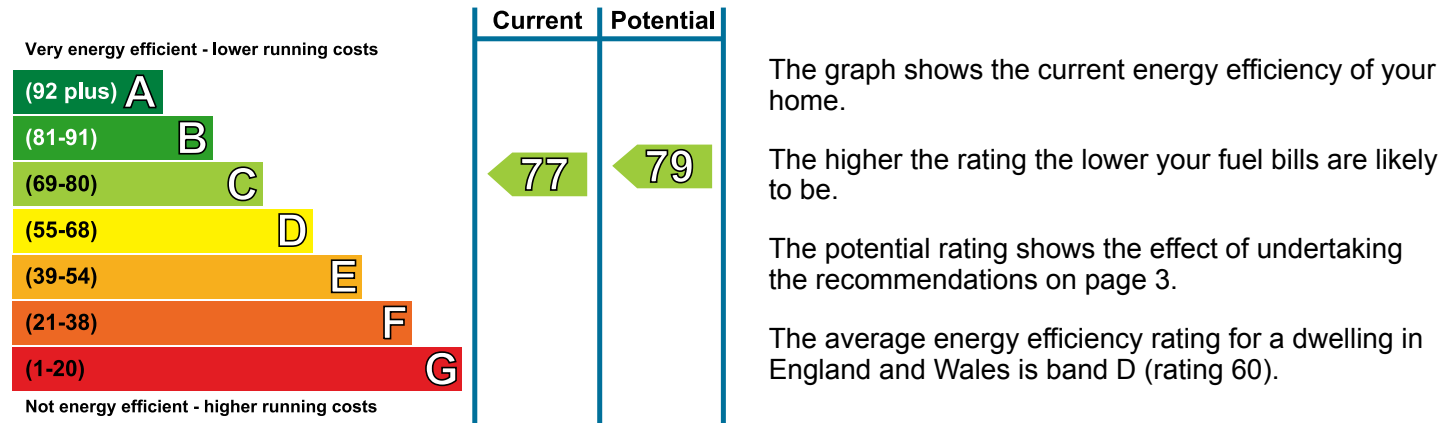 Current Potential
Very energy efficient - lower running costs
(92 plus) A
(81-91) B
(69-80) C
(55-68) D
(39-54) E
(21-38) F
(1-20) G
Not energy efficient - higher running costs
77
79
The graph shows the current energy efficiency of your
home.
The higher the rating the lower your fuel bills are likely
to be.
The potential rating shows the effect of undertaking
the recommendations on page 3.
The average energy efficiency rating for a dwelling in
England and Wales is band D (rating 60).